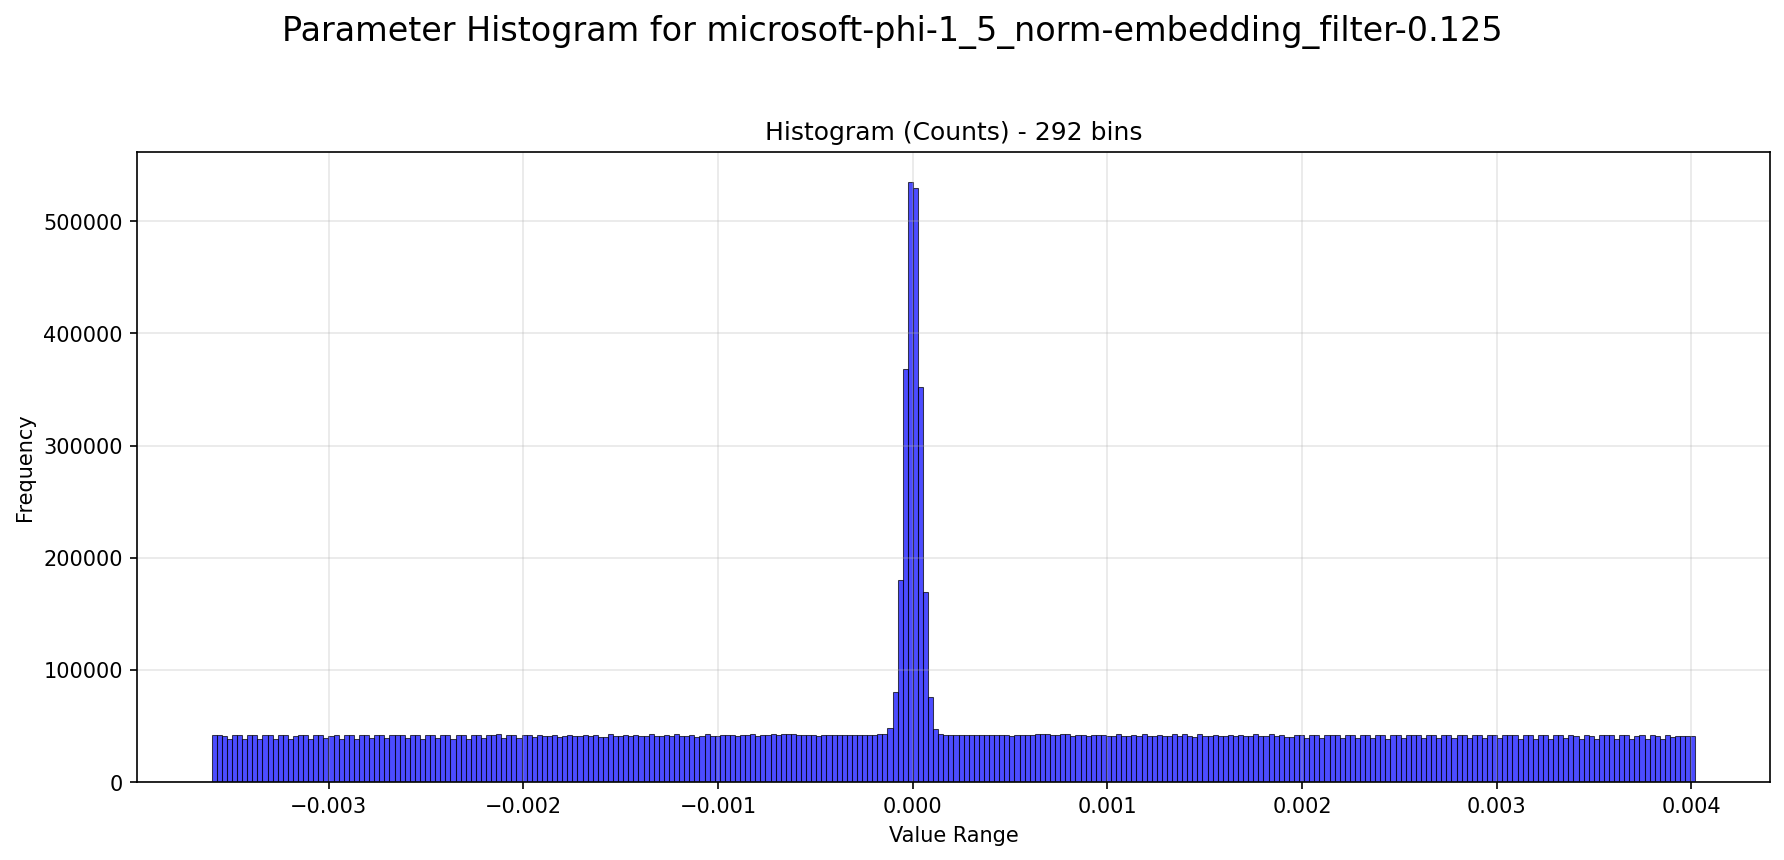 Parameter Histogram for microsoft-phi-1_5_norm-embedding_filter-0.125
Histogram (Counts) - 292 bins
Frequency
500000
400000
300000
200000
100000
0
−0.003 −0.002 −0.001 0.000 0.001 0.002 0.003 0.004
Value Range